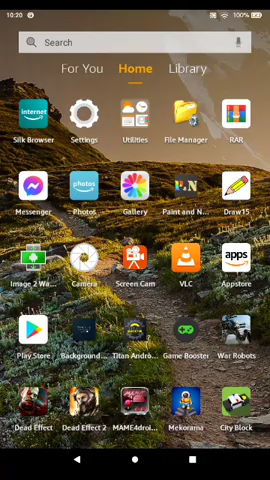 10:20
100%
Search
For You Home Library
internet
Silk Browser Settings Utilities File Manager RAR
photos
Messenger Photos Gallery Paint and N... Draw15
apps
Image 2 Wa... Camera Screen Cam VLC Appstore
Play Store Background... Titan Andro... Game Booster War Robots
Dead Effect Dead Effect 2 MAME4droi... Mekorama City Block